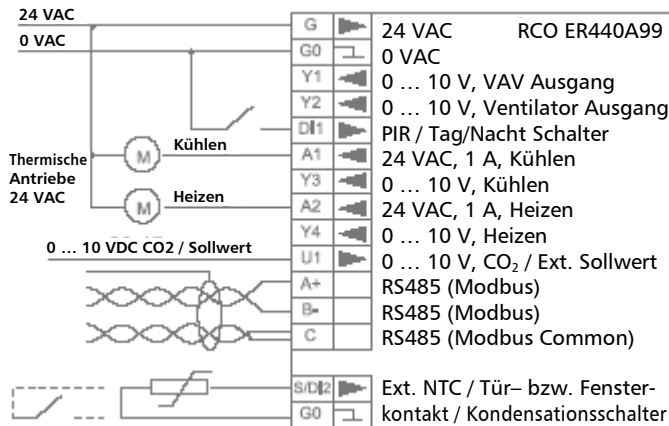 24 VAC
0 VAC
Kühlen
Thermische
Antriebe
24 VAC
Heizen
0 ... 10 VDC CO2 / Sollwert
M
M
G 24 VAC RCO ER440A99
G0 0 VAC
Y1 0 … 10 V, VAV Ausgang
Y2 0 … 10 V, Ventilator Ausgang
DI1 PIR / Tag/Nacht Schalter
A1 24 VAC, 1 A, Kühlen
Y3 0 … 10 V, Kühlen
A2 24 VAC, 1 A, Heizen
Y4 0 … 10 V, Heizen
U1 0 … 10 V, CO₂ / Ext. Sollwert
A+ RS485 (Modbus)
B- RS485 (Modbus)
C RS485 (Modbus Common)
S/DI2 Ext. NTC / Tür– bzw. Fenster-
G0 kontakt / Kondensationsschalter